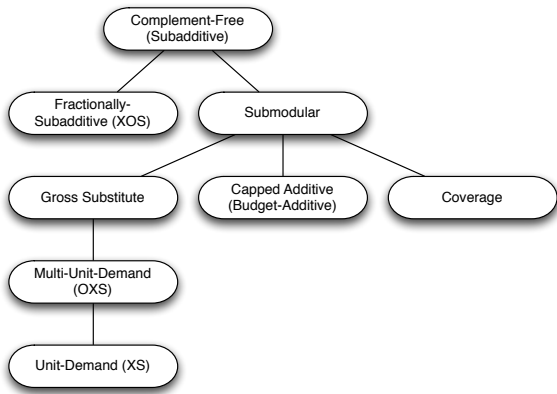 Complement-Free
(Subadditive)
Fractionally-
Subadditive (XOS)
Submodular
Gross Substitute
Capped Additive
(Budget-Additive)
Coverage
Multi-Unit-Demand
(OXS)
Unit-Demand (XS)